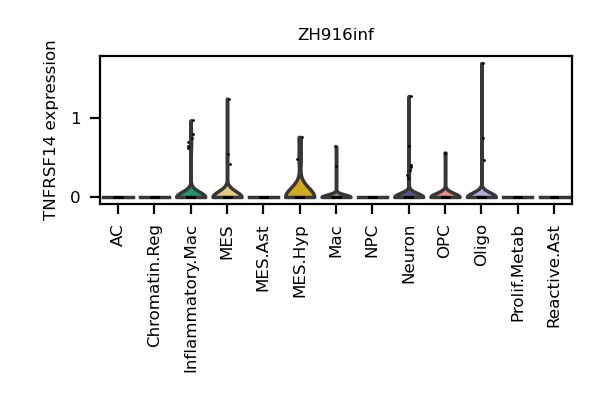 ZH916inf
TNFRSF14 expression
1
0
AC
Chromatin.Reg
Inflammatory.Mac
MES
MES.Ast
MES.Hyp
Mac
NPC
Neuron
OPC
Oligo
Prolif.Metab
Reactive.Ast